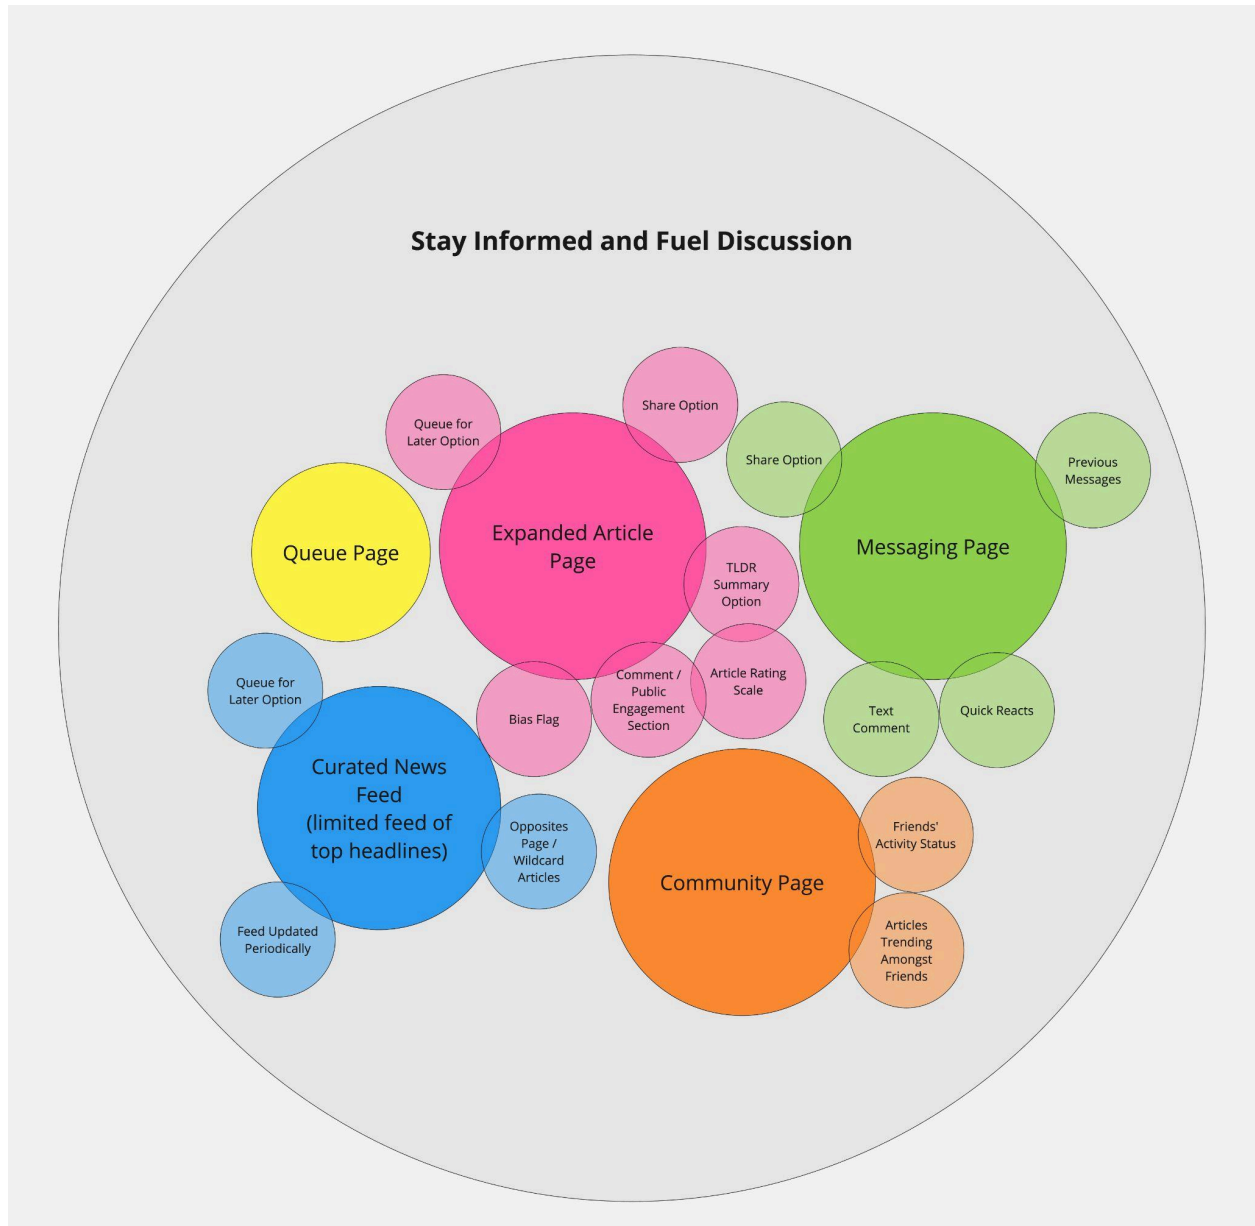 Stay Informed and Fuel Discussion
Queue for
Later Option
Share Option
Share Option
Previous
Messages
Queue Page
Expanded Article
Page
Messaging Page
TLDR
Summary
Option
Queue for
Later Option
Bias Flag
Comment /
Public
Engagement
Section
Article Rating
Scale
Text
Comment
Quick Reacts
Curated News
Feed
(limited feed of
top headlines)
Opposites
Page /
Wildcard
Articles
Community Page
Friends'
Activity Status
Feed Updated
Periodically
Articles
Trending
Amongst
Friends